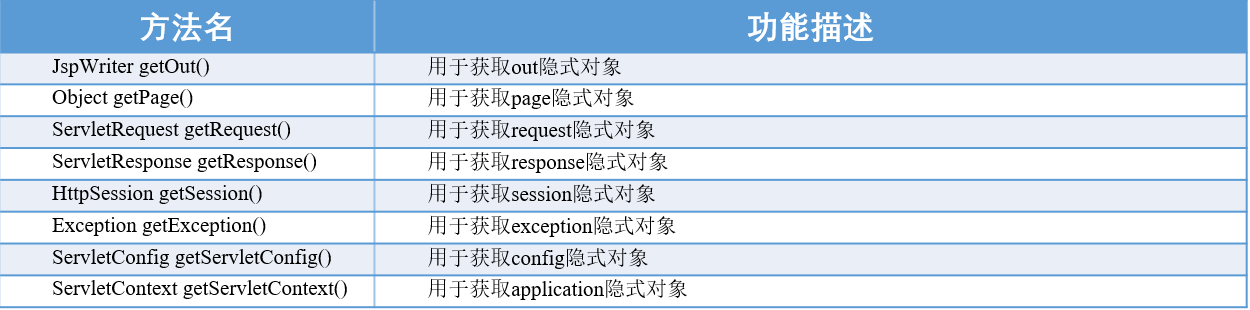 方法名 功能描述
JspWriter getOut() 用于获取out隐式对象
Object getPage() 用于获取page隐式对象
ServletRequest getRequest() 用于获取request隐式对象
ServletResponse getResponse() 用于获取response隐式对象
HttpSession getSession() 用于获取session隐式对象
Exception getException() 用于获取exception隐式对象
ServletConfig getServletConfig() 用于获取config隐式对象
ServletContext getServletContext() 用于获取application隐式对象